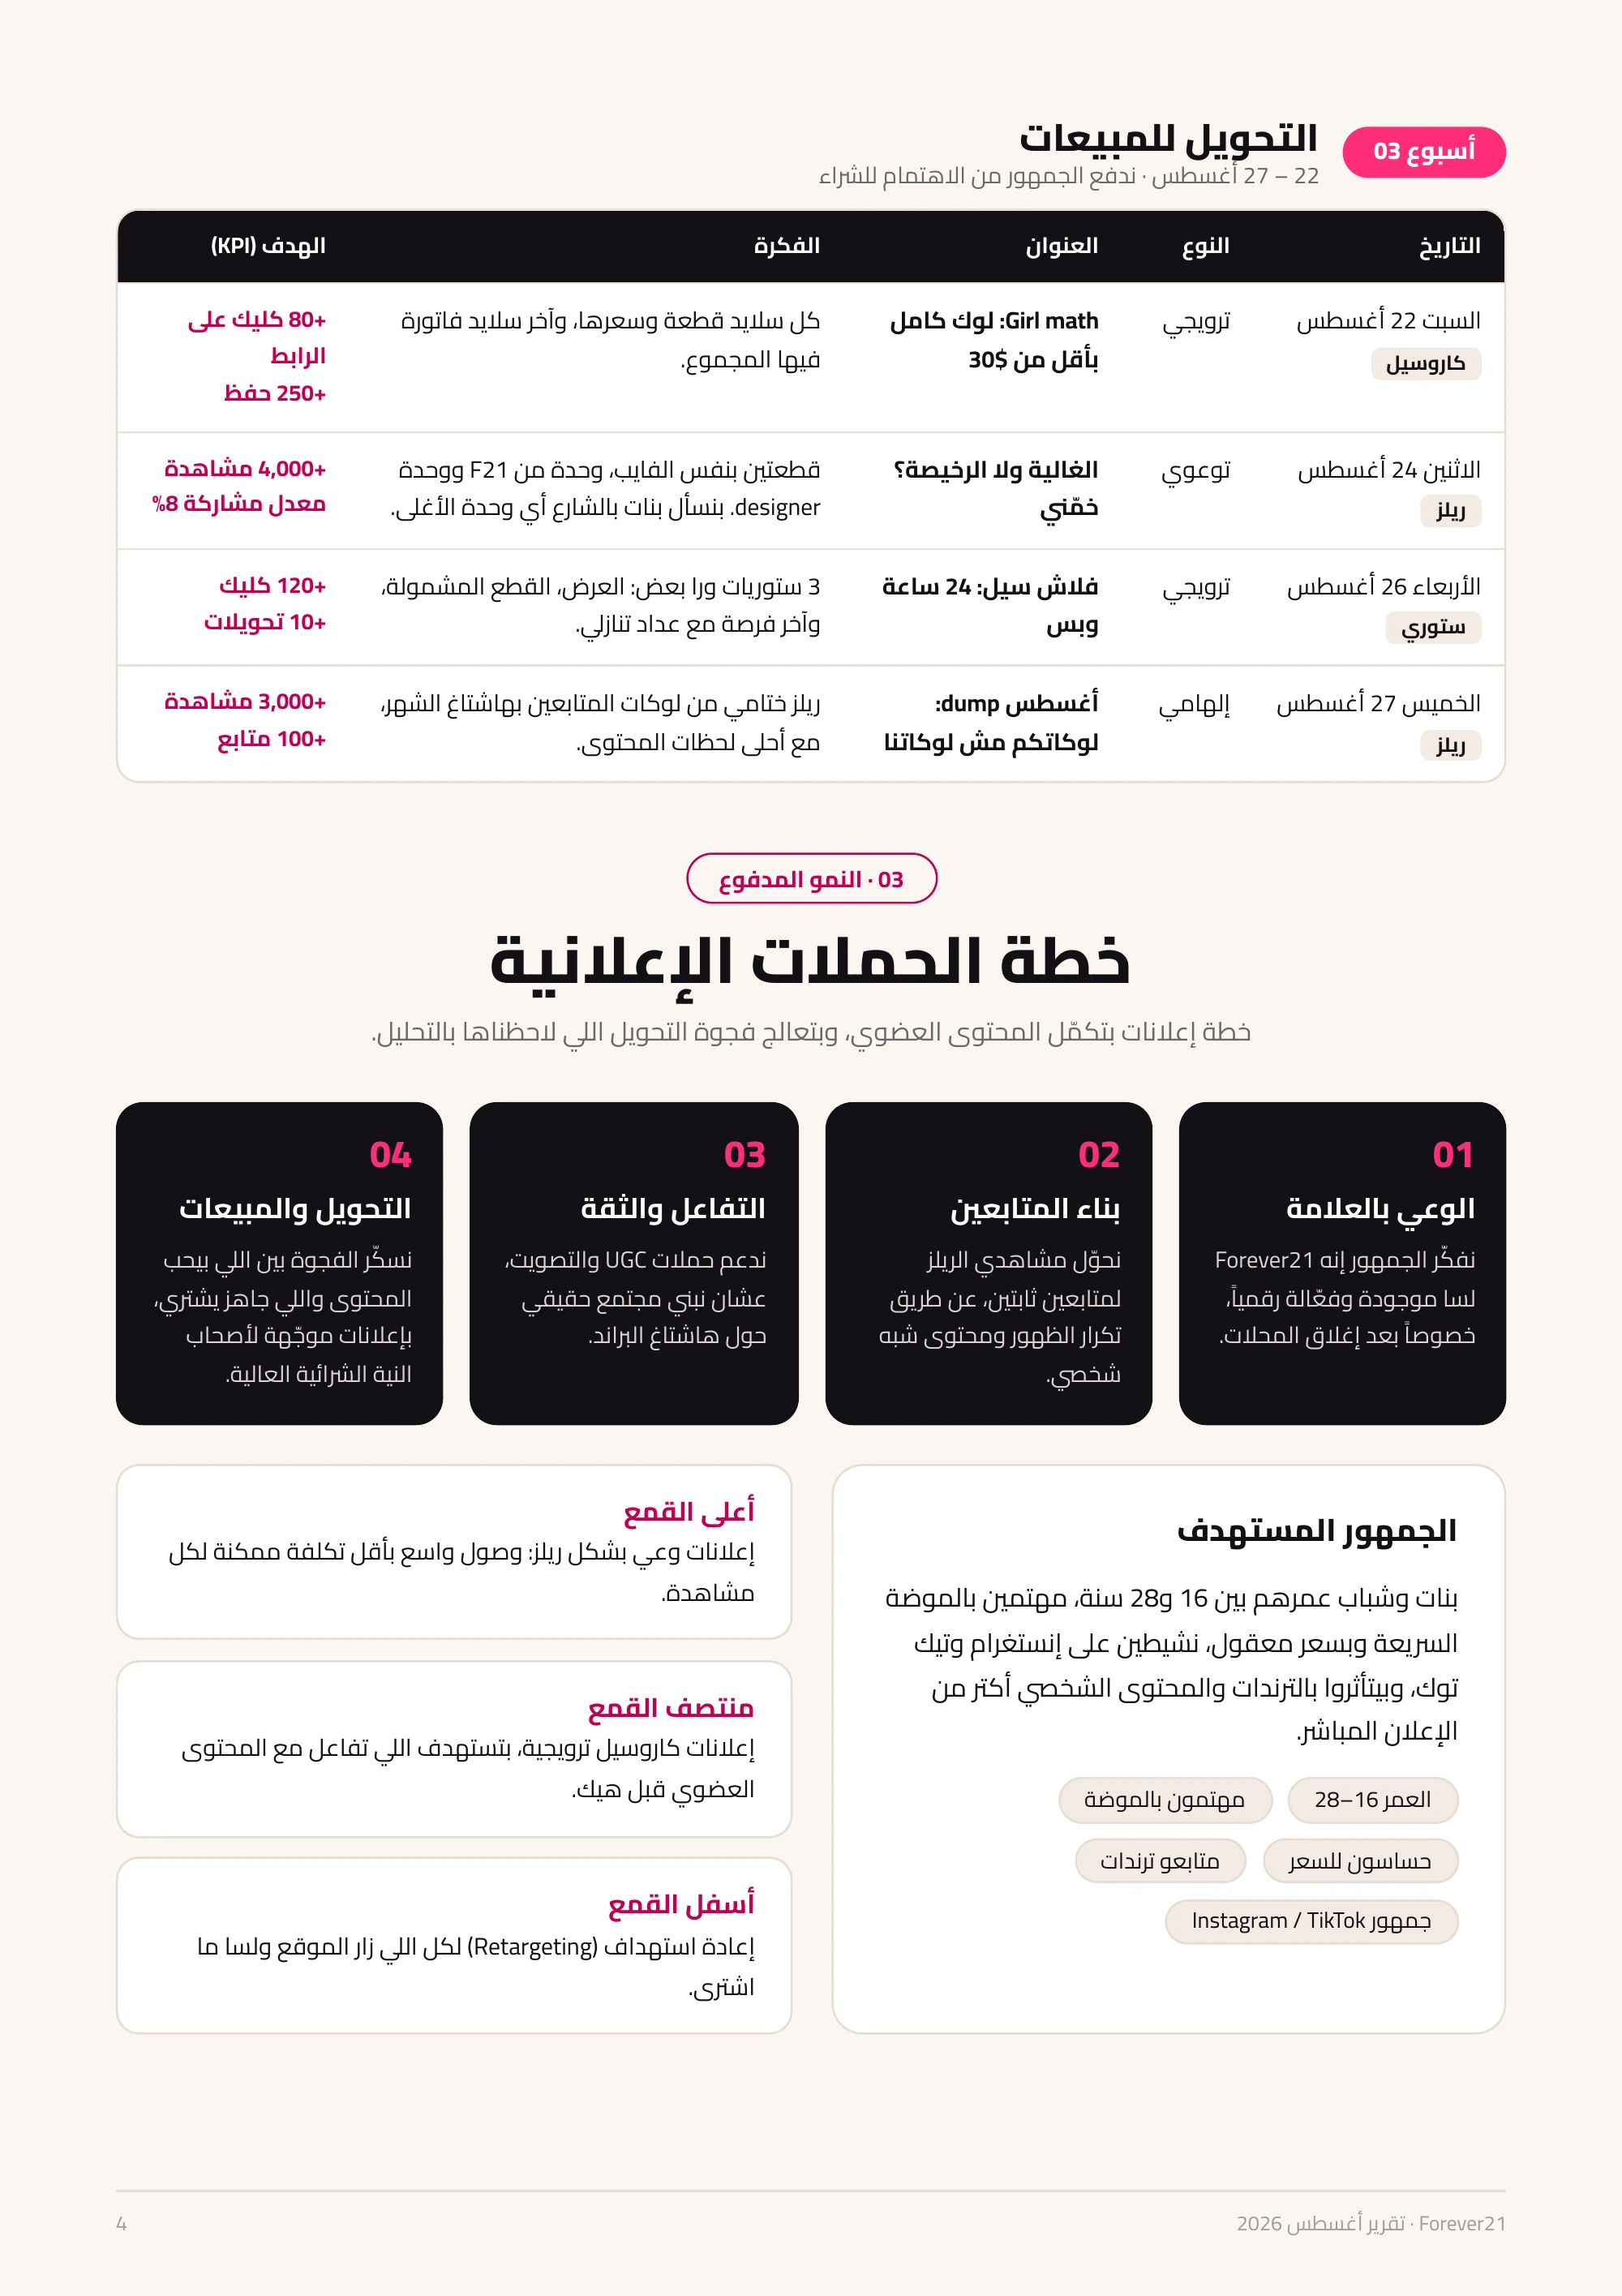 أسبوع 03
التحويل للمبيعات
22 – 27 أغسطس · ندفع الجمهور من الاهتمام للشراء
التاريخ
النوع
العنوان
الفكرة
الهدف (KPI)
السبت 22 أغسطس
كاروسيل
ترويجي
Girl math: لوك كامل
بأقل من $30
كل سلايد قطعة وسعرها، وآخر سلايد فاتورة
فيها المجموع.
+80 كليك على
الرابط
+250 حفظ
الاثنين 24 أغسطس
ريلز
توعوي
الغالية ولا الرخيصة؟
خمّني
قطعتين بنفس الفايب، وحدة من F21 ووحدة
designer. بنسأل بنات بالشارع أي وحدة الأغلى.
+4,000 مشاهدة
معدل مشاركة 8%
الأربعاء 26 أغسطس
ستوري
ترويجي
فلاش سيل: 24 ساعة
وبس
3 ستوريات ورا بعض: العرض، القطع المشمولة،
وآخر فرصة مع عداد تنازلي.
+120 كليك
+10 تحويلات
الخميس 27 أغسطس
ريلز
إلهامي
أغسطس dump:
لوكاتكم مش لوكاتنا
ريلز ختامي من لوكات المتابعين بهاشتاغ الشهر،
مع أحلى لحظات المحتوى.
+3,000 مشاهدة
+100 متابع
03 · النمو المدفوع
خطة الحملات الإعلانية
خطة إعلانات بتكمّل المحتوى العضوي، وبتعالج فجوة التحويل اللي لاحظناها بالتحليل.
01
الوعي بالعلامة
نفكّر الجمهور إنه Forever21
لسا موجودة وفعّالة رقمياً،
خصوصاً بعد إغلاق المحلات.
02
بناء المتابعين
نحوّل مشاهدي الريلز
لمتابعين ثابتين، عن طريق
تكرار الظهور ومحتوى شبه
شخصي.
03
التفاعل والثقة
ندعم حملات UGC والتصويت،
عشان نبني مجتمع حقيقي
حول هاشتاغ البراند.
04
التحويل والمبيعات
نسكّر الفجوة بين اللي بيحب
المحتوى واللي جاهز يشتري،
بإعلانات موجّهة لأصحاب
النية الشرائية العالية.
الجمهور المستهدف
بنات وشباب عمرهم بين 16 و28 سنة، مهتمين بالموضة
السريعة وبسعر معقول، نشيطين على إنستغرام وتيك
توك، وبيتأثروا بالترندات والمحتوى الشخصي أكتر من
الإعلان المباشر.
العمر 16–28
مهتمون بالموضة
حساسون للسعر
متابعو ترندات
جمهور Instagram / TikTok
أعلى القمع
إعلانات وعي بشكل ريلز: وصول واسع بأقل تكلفة ممكنة لكل
مشاهدة.
منتصف القمع
إعلانات كاروسيل ترويجية، بتستهدف اللي تفاعل مع المحتوى
العضوي قبل هيك.
أسفل القمع
إعادة استهداف (Retargeting) لكل اللي زار الموقع ولسا ما
اشترى.
Forever21 · تقرير أغسطس 2026
4